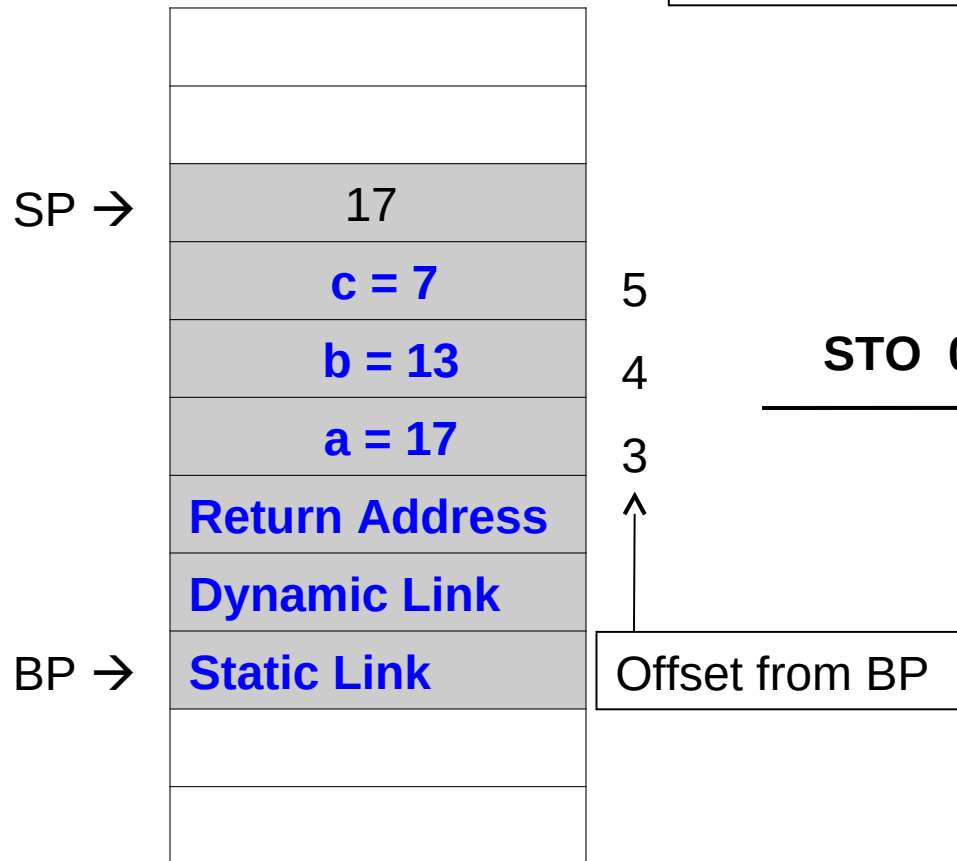 SP →
17
c = 7
5
b = 13
4
STO
a = 17
3
Return Address
Dynamic Link
BP →
Static Link
Offset from BP